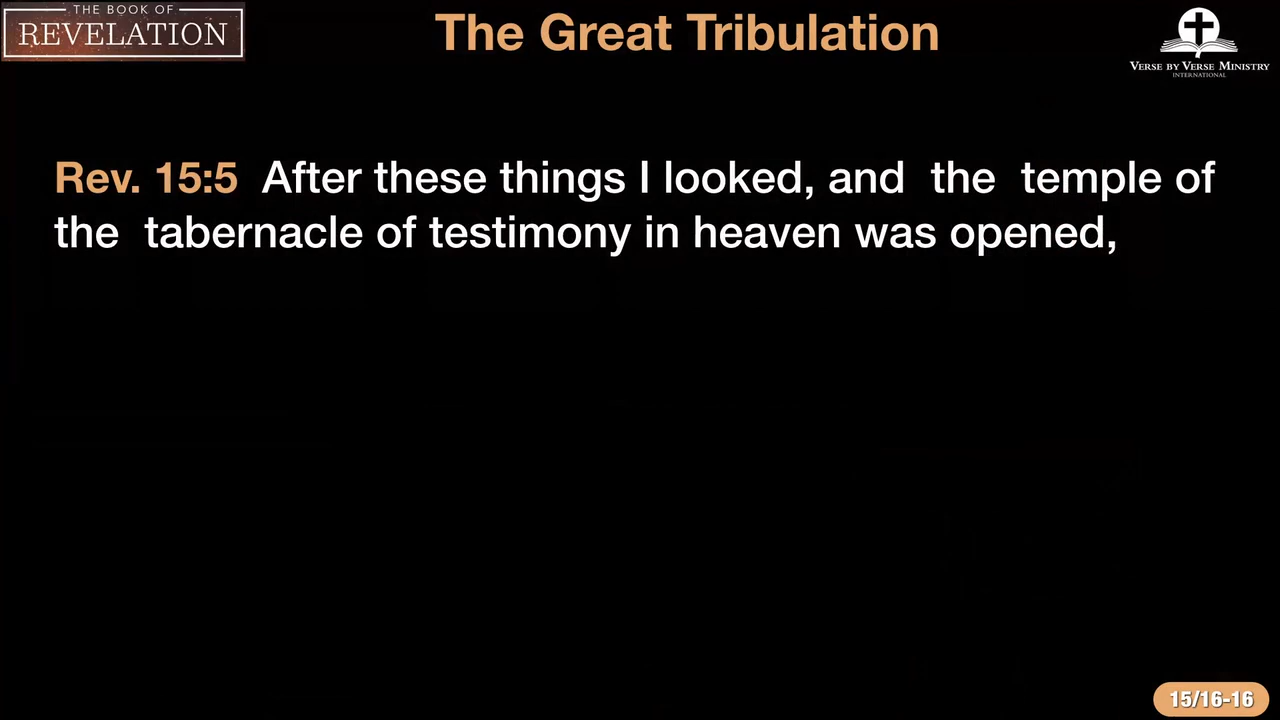 THE BOOK OF
REVELATION
The Great Tribulation
VERSE BY VERSE MINISTRY
INTERNATIONAL
Rev. 15:5 After these things I looked, and the temple of
the tabernacle of testimony in heaven was opened,
15/16-16